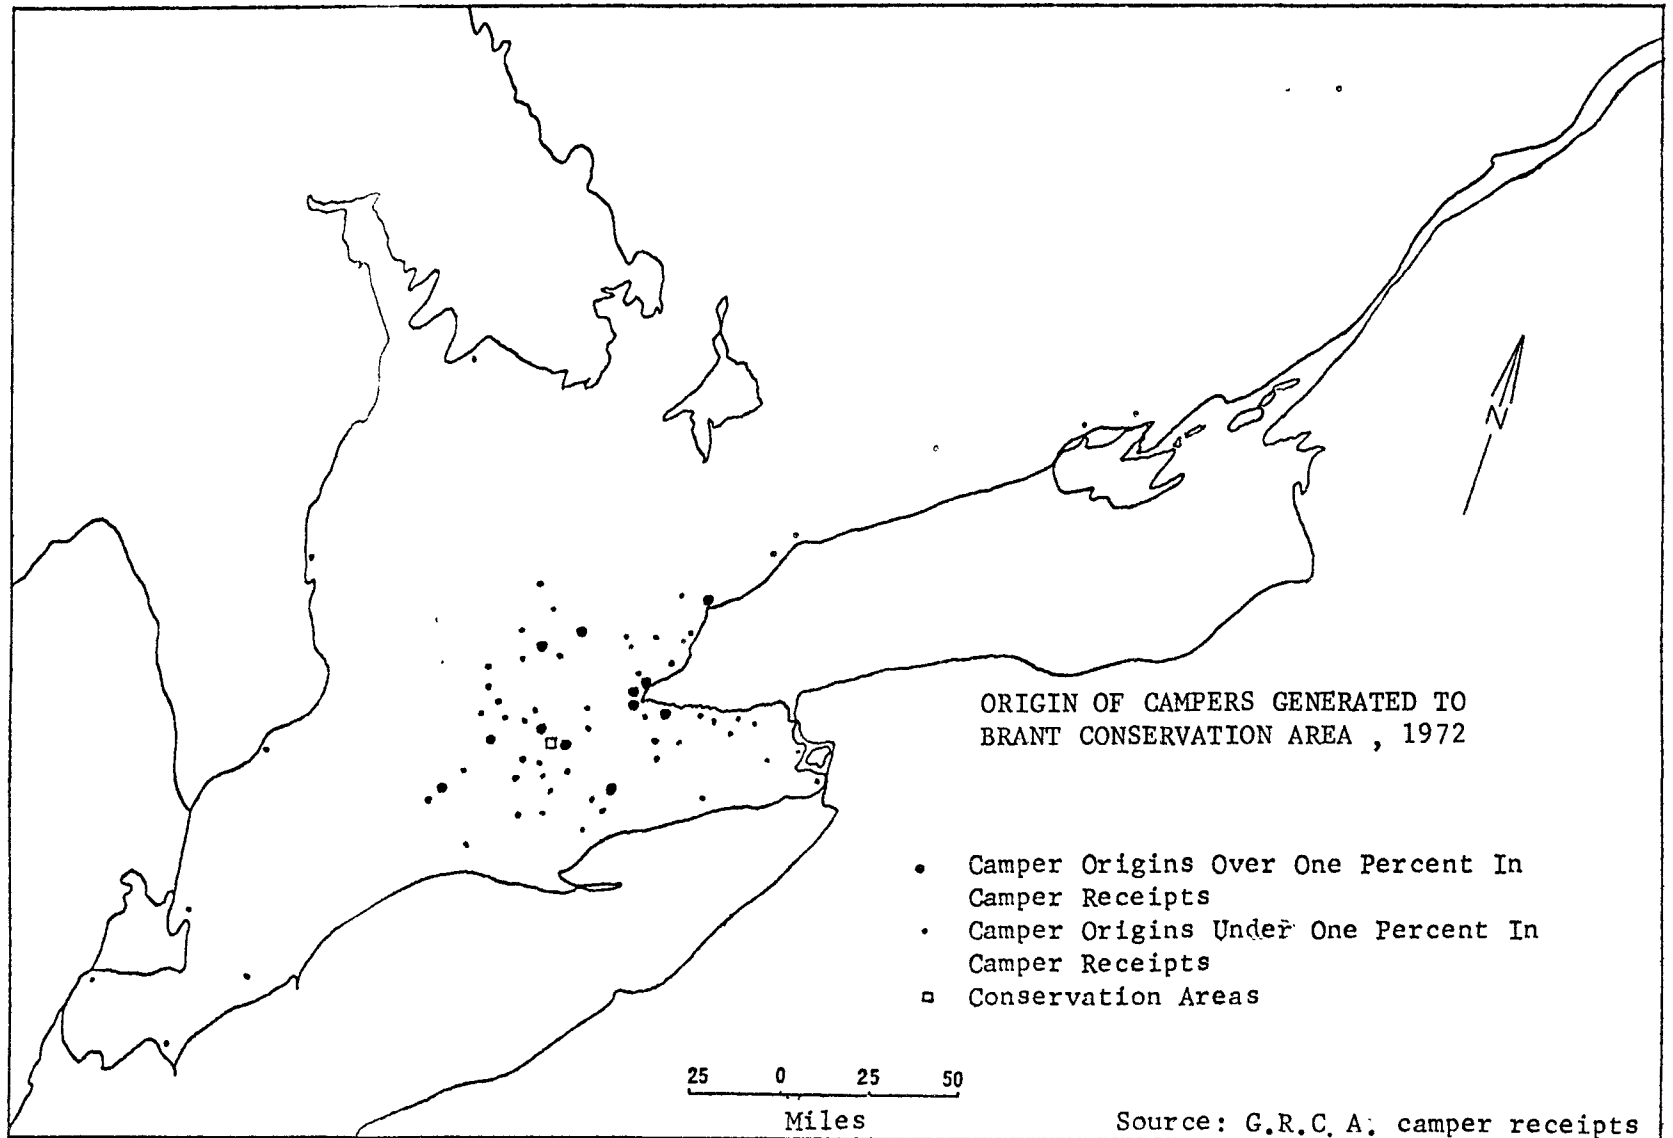 N
ORIGIN OF CAMPERS GENERATED TO
BRANT CONSERVATION AREA , 1972
Camper Origins Over One Percent In
Camper Receipts
Camper Origins Under One Percent In
Camper Receipts
Conservation Areas
25 0 25 50
Miles
Source: G.R.C.A. camper receipts